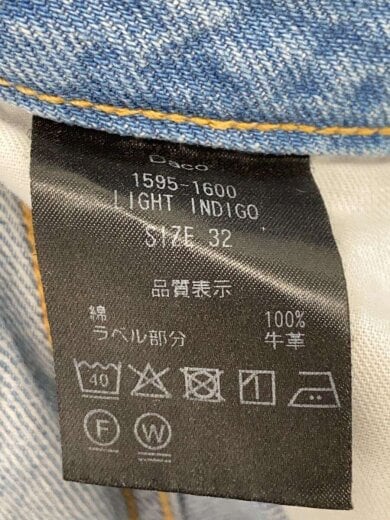 1595-1600
LIGHT INDIGO
SIZE 32
品質表示
綿 100%
ラベル部分 牛革
40
F W